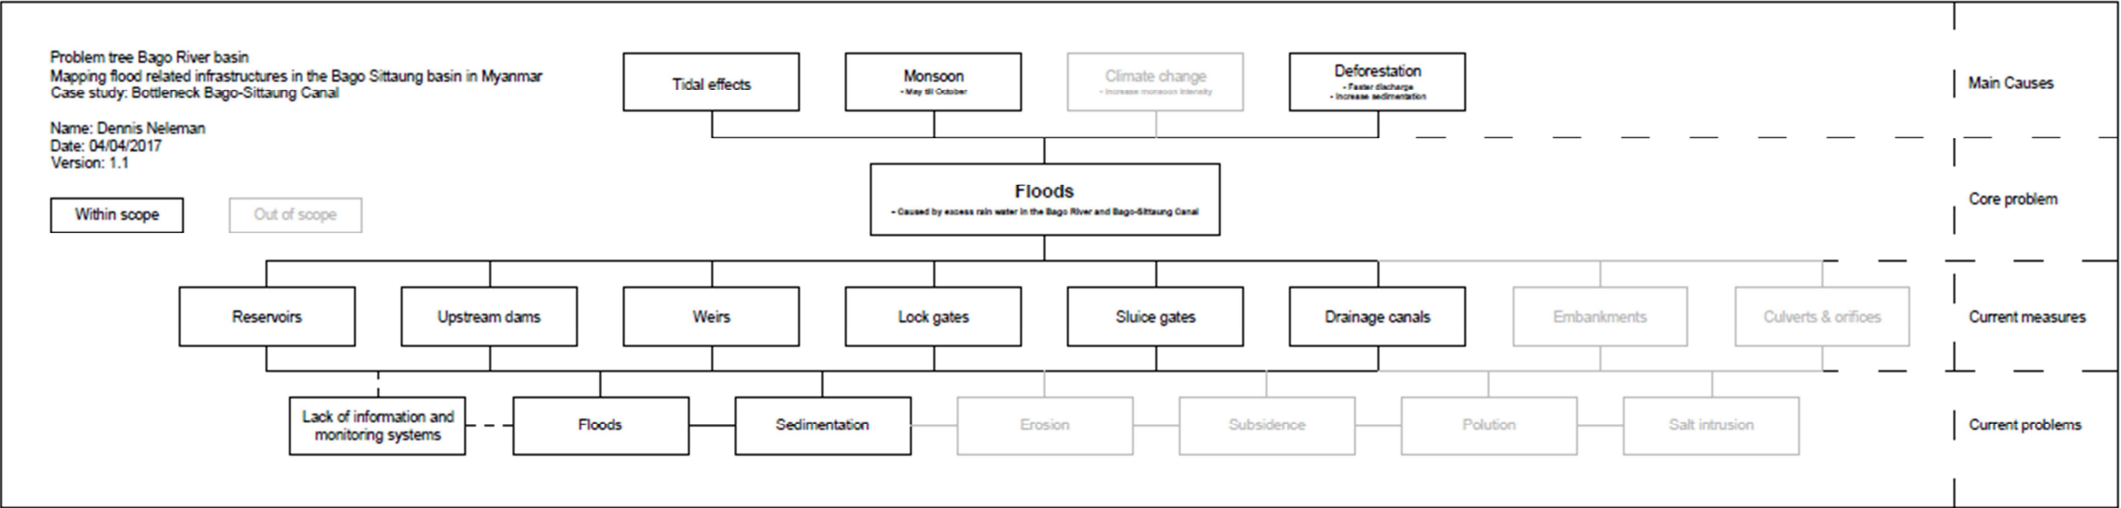 Problem tree Bago River basin
Mapping flood related infrastructures in the Bago Sittaung basin in Myanmar
Case study: Bottleneck Bago-Sittaung Canal
Name: Dennis Neleman
Date: 04/04/2017
Version: 1.1
Within scope
Out of scope
Tidal effects
Monsoon
- May till October
Climate change
- Increase monsoon intensity
Deforestation
- Faster discharge
- Increase sedimentation
Main Causes
Floods
- Caused by excess rain water in the Bago River and Bago-Sittaung Canal
Core problem
Reservoirs
Upstream dams
Weirs
Lock gates
Sluice gates
Drainage canals
Embankments
Culverts & orifices
Current measures
Lack of information and
monitoring systems
Floods
Sedimentation
Erosion
Subsidence
Polution
Salt intrusion
Current problems